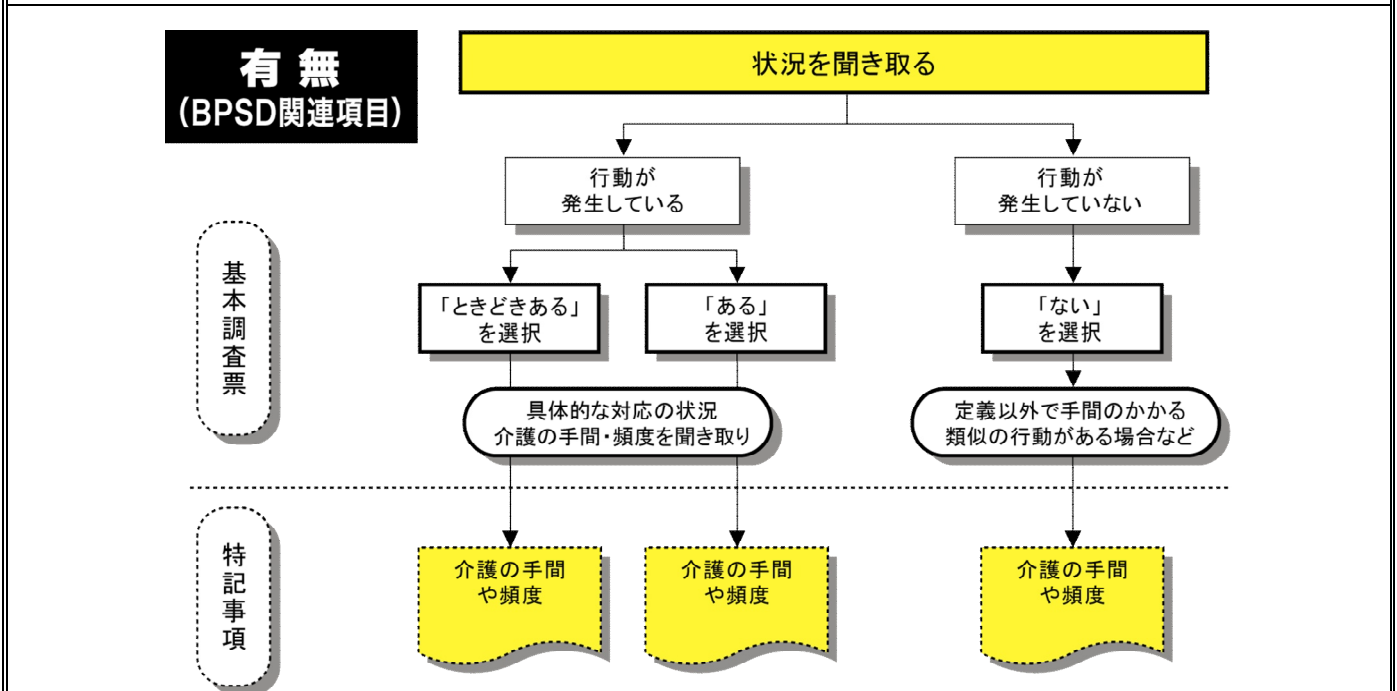 有無
(BPSD関連項目)
状況を聞き取る
行動が
発生している
行動が
発生していない
基本調査票
「ときどきある」
を選択
「ある」
を選択
「ない」
を選択
具体的な対応の状況
介護の手間・頻度を聞き取り
定義以外で手間のかかる
類似の行動がある場合など
特記事項
介護の手間
や頻度
介護の手間
や頻度
介護の手間
や頻度